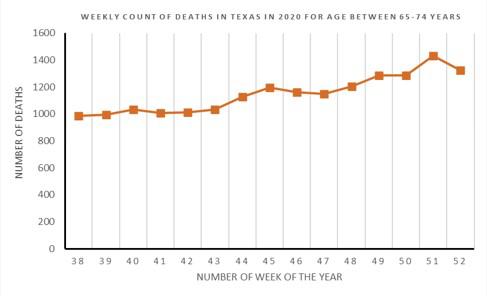 WEEKLY COUNT OF DEATHS IN TEXAS IN 2020 FOR AGE BETWEEN 65-74 YEARS
1600
1400
1200
1000
800
600
400
200
0
NUMBER OF DEATHS
38 39 40 41 42 43 44 45 46 47 48 49 50 51 52
NUMBER OF WEEK OF THE YEAR